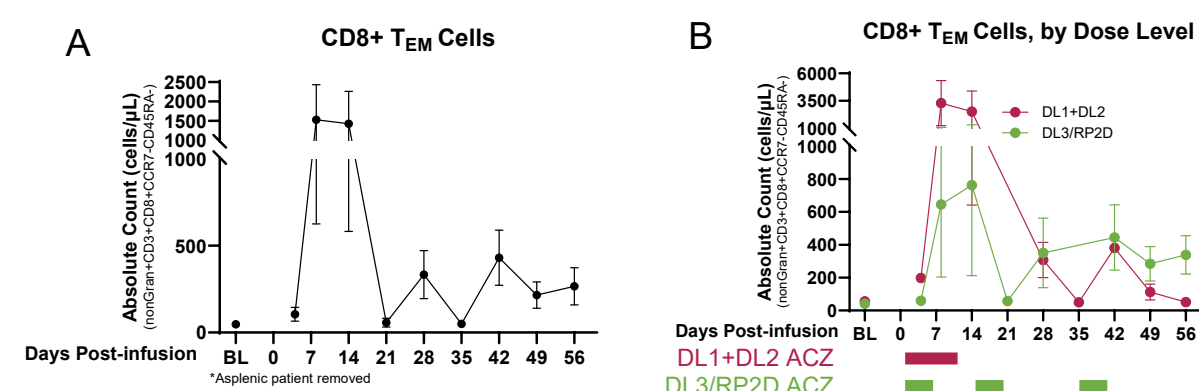 A
CD8+ TEM Cells
Absolute Count (cells/μL)
(nonGran+CD3+CD8+CCR7-CD45RA-)
2500
2000
1500
1000
1000
500
0
Days Post-infusion BL 0 7 14 21 28 35 42 49 56
*Asplenic patient removed
B
CD8+ TEM Cells, by Dose Level
Absolute Count (cells/μL)
(nonGran+CD3+CD8+CCR7-CD45RA-)
6000
3500
1000
1000
800
600
400
200
0
DL1+DL2
DL3/RP2D
Days Post-infusion BL 0 7 14 21 28 35 42 49 56
DL1+DL2 ACZ
DL3/RP2D ACZ